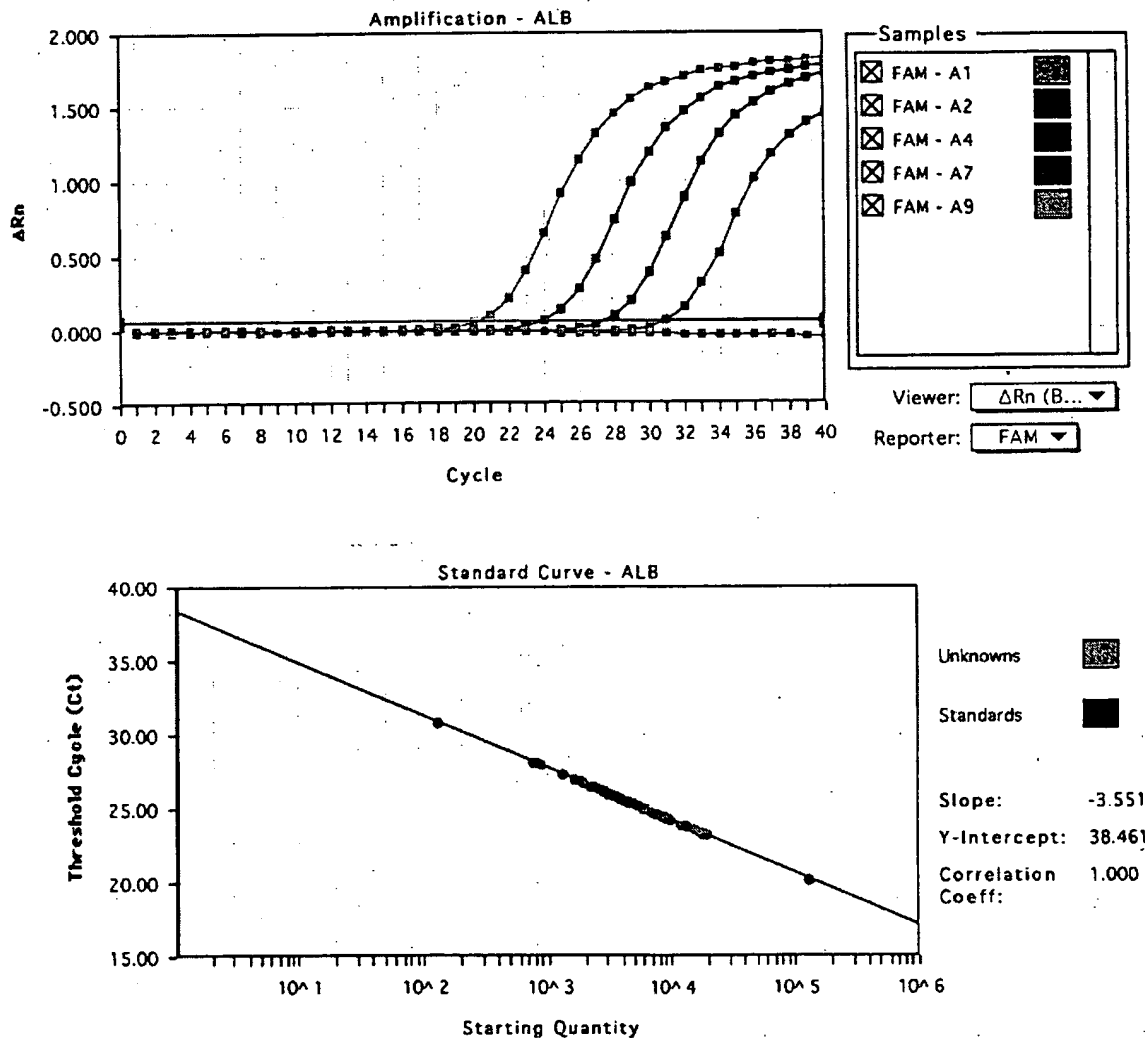 Amplification - ALB
2.000
1.500
1.000
0.500
0.000
-0.500
ΔRn
0 2 4 6 8 10 12 14 16 18 20 22 24 26 28 30 32 34 36 38 40
Cycle
Samples
FAM - A1
FAM - A2
FAM - A4
FAM - A7
FAM - A9
Viewer: ΔRn (B...
Reporter: FAM
Standard Curve - ALB
40.00
35.00
30.00
25.00
20.00
15.00
Threshold Cycle (Ct)
10^1 10^2 10^3 10^4 10^5 10^6
Starting Quantity
Unknowns
Standards
Slope: -3.551
Y-Intercept: 38.461
Correlation 1.000
Coeff: